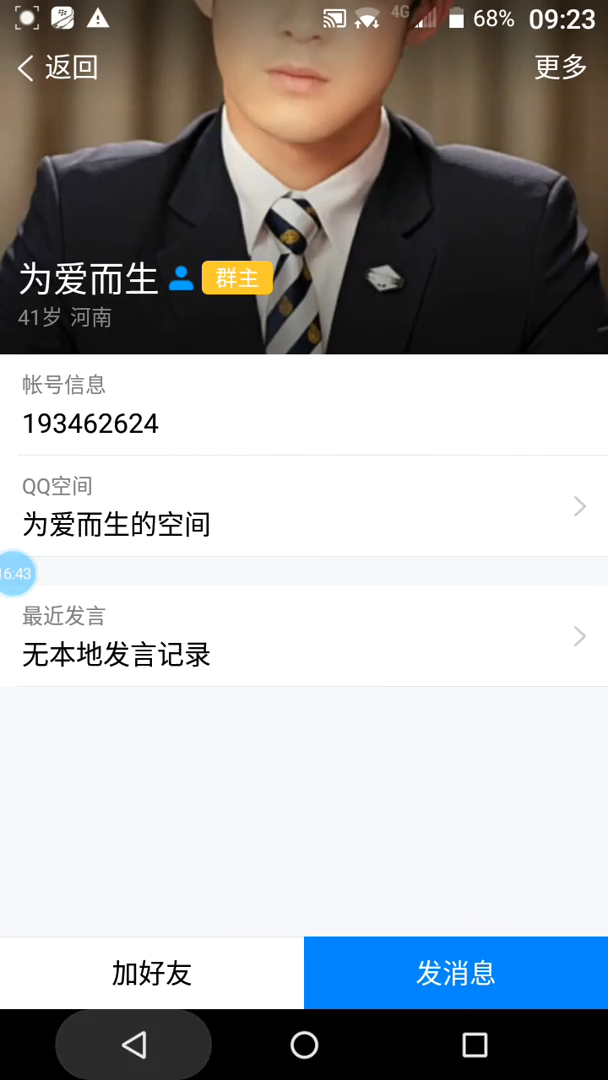 4G 68% 09:23
返回 更多
为爱而生 群主
41岁 河南
帐号信息
193462624
QQ空间
为爱而生的空间
16:43
最近发言
无本地发言记录
加好友 发消息